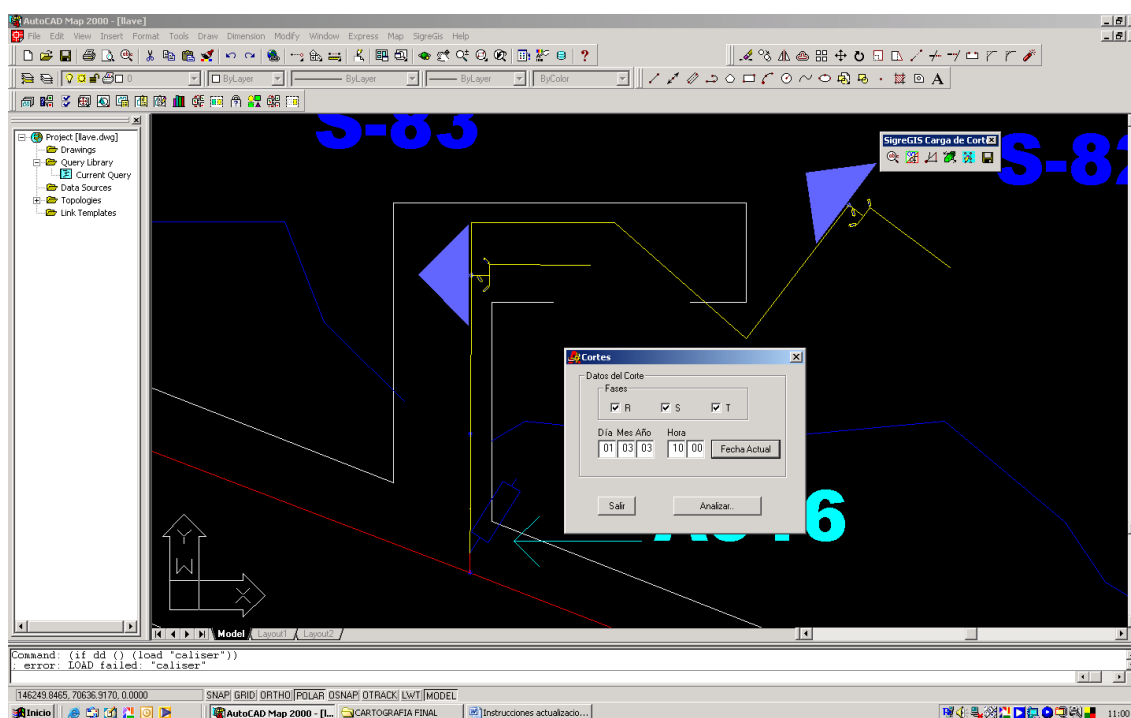 AutoCAD Map 2000 - [llave]
File Edit View Insert Format Tools Draw Dimension Modify Window Express Map SigreGis Help
0 ByLayer ByLayer ByLayer ByColor
A
Project [llave.dwg]
Drawings
Query Library
Current Query
Data Sources
Topologies
Link Templates
S-83
SigreGIS Carga de Cort
S-82
Cortes
Datos del Corte
Fases
R S T
Día Mes Año Hora
01 03 03 10 00 Fecha Actual
Salir Analizar..
6
Y
W
X
Model Layout1 Layout2
Command: (if dd () (load "caliser"))
; error: LOAD failed: "caliser"
146249.8465, 70636.9170, 0.0000 SNAP GRID ORTHO POLAR OSNAP OTRACK LWT MODEL
Inicio AutoCAD Map 2000 - [l... CARTOGRAFIA FINAL Instrucciones actualizacio... 11:00